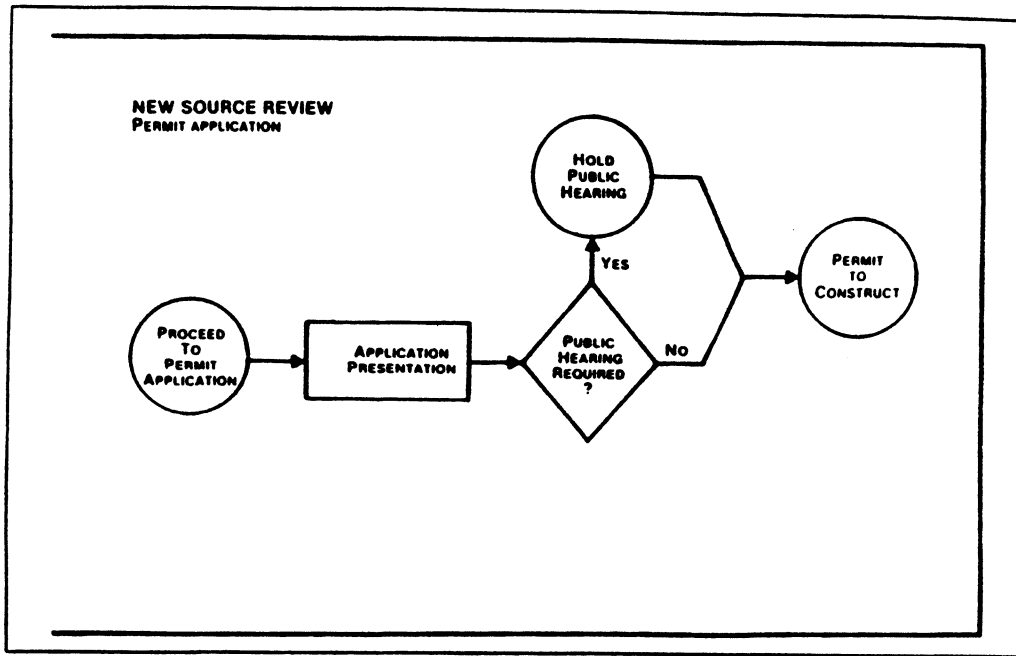 NEW SOURCE REVIEW
PERMIT APPLICATION
HOLD
PUBLIC
HEARING
YES
PERMIT
TO
CONSTRUCT
PROCEED
TO
PERMIT
APPLICATION
APPLICATION
PRESENTATION
PUBLIC
HEARING
REQUIRED
?
NO